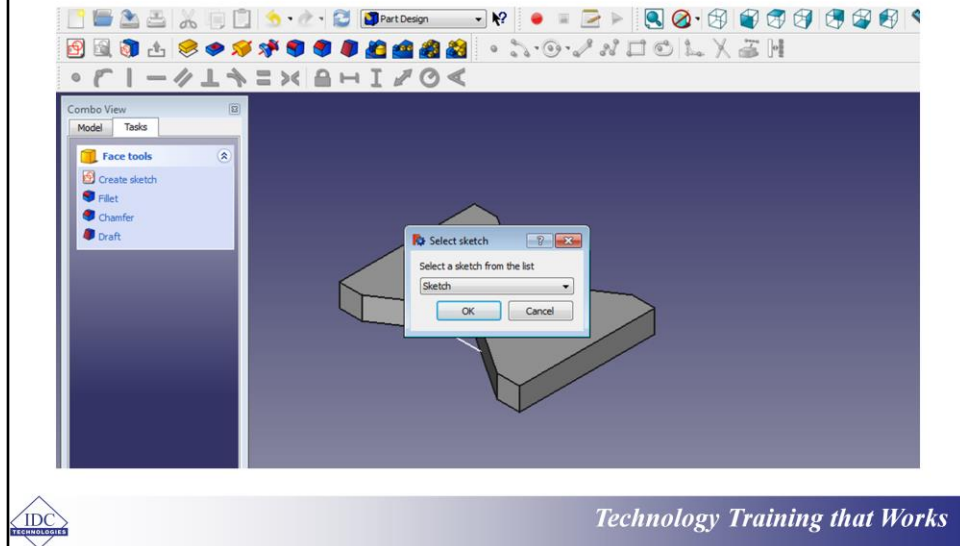 Part Design
Combo View
Model Tasks
Face tools
Create sketch
Fillet
Chamfer
Draft
Select sketch
Select a sketch from the list
Sketch
OK Cancel
IDC
TECHNOLOGIES
Technology Training that Works